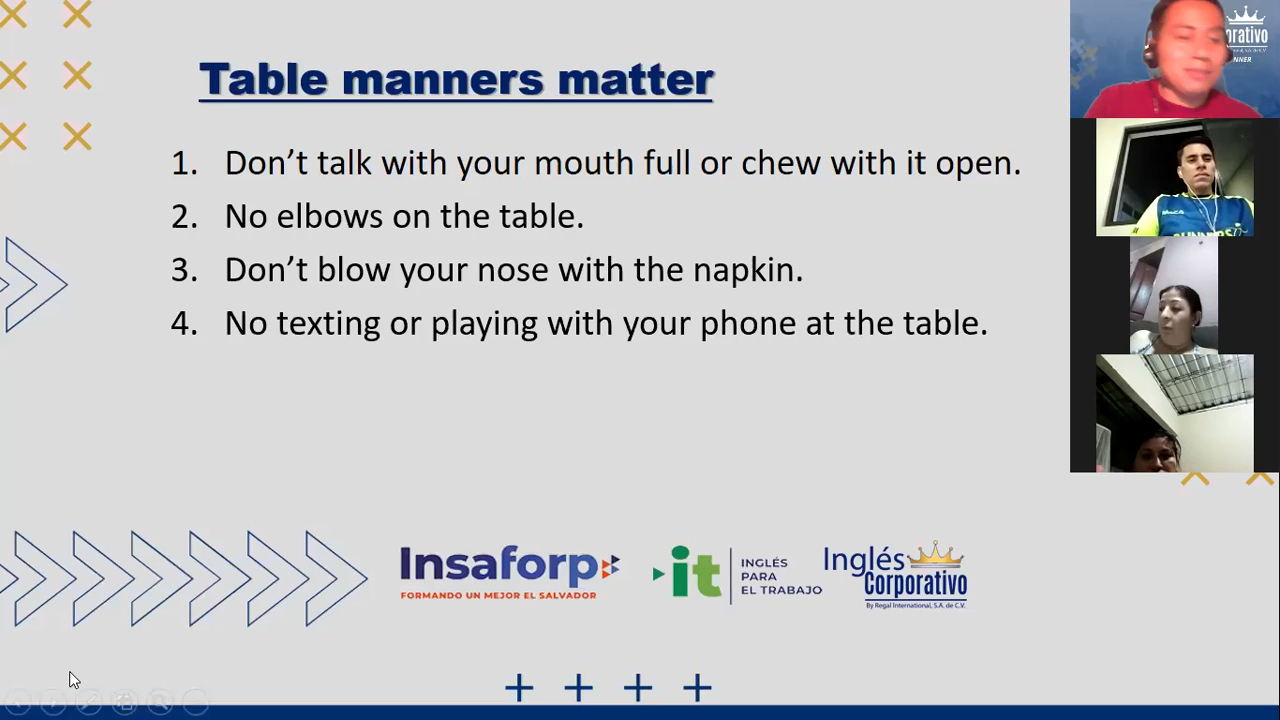 Table manners matter
1. Don’t talk with your mouth full or chew with it open.
2. No elbows on the table.
3. Don’t blow your nose with the napkin.
4. No texting or playing with your phone at the table.
Insaforp
FORMANDO UN MEJOR EL SALVADOR
it
INGLÉS
PARA
EL TRABAJO
Inglés
Corporativo
By Regal International, S.A. de C.V.